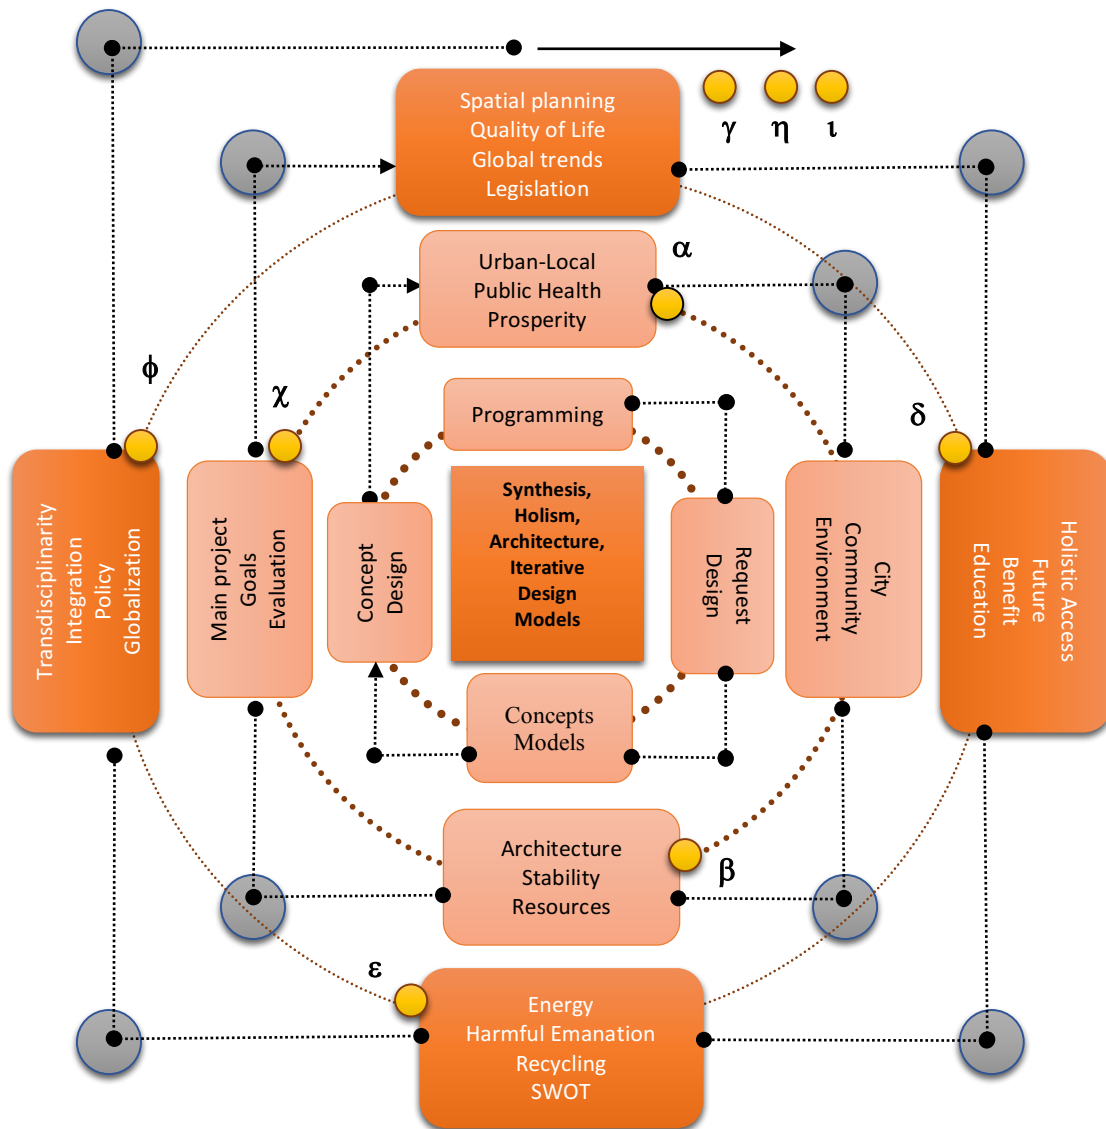 Spatial planning
Quality of Life
Global trends
Legislation
γ η ι
Urban-Local
Public Health
Prosperity
α
ϕ
χ
δ
Programming
Transdisciplinarity
Integration
Policy
Globalization
Main project
Goals
Evaluation
Concept
Design
Synthesis,
Holism,
Architecture,
Iterative
Design
Models
Request
Design
City
Community
Environment
Holistic Access
Future
Benefit
Education
Concepts
Models
Architecture
Stability
Resources
β
ε
Energy
Harmful Emanation
Recycling
SWOT